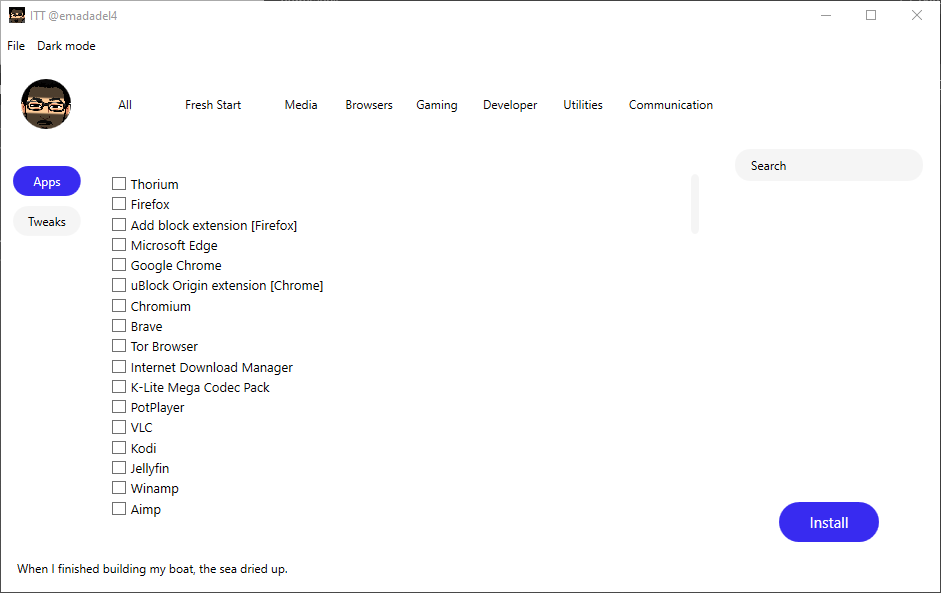 ITT @emadadel4
File Dark mode
All Fresh Start Media Browsers Gaming Developer Utilities Communication
Search
Apps
Tweaks
Thorium
Firefox
Add block extension [Firefox]
Microsoft Edge
Google Chrome
uBlock Origin extension [Chrome]
Chromium
Brave
Tor Browser
Internet Download Manager
K-Lite Mega Codec Pack
PotPlayer
VLC
Kodi
Jellyfin
Winamp
Aimp
Install
When I finished building my boat, the sea dried up.